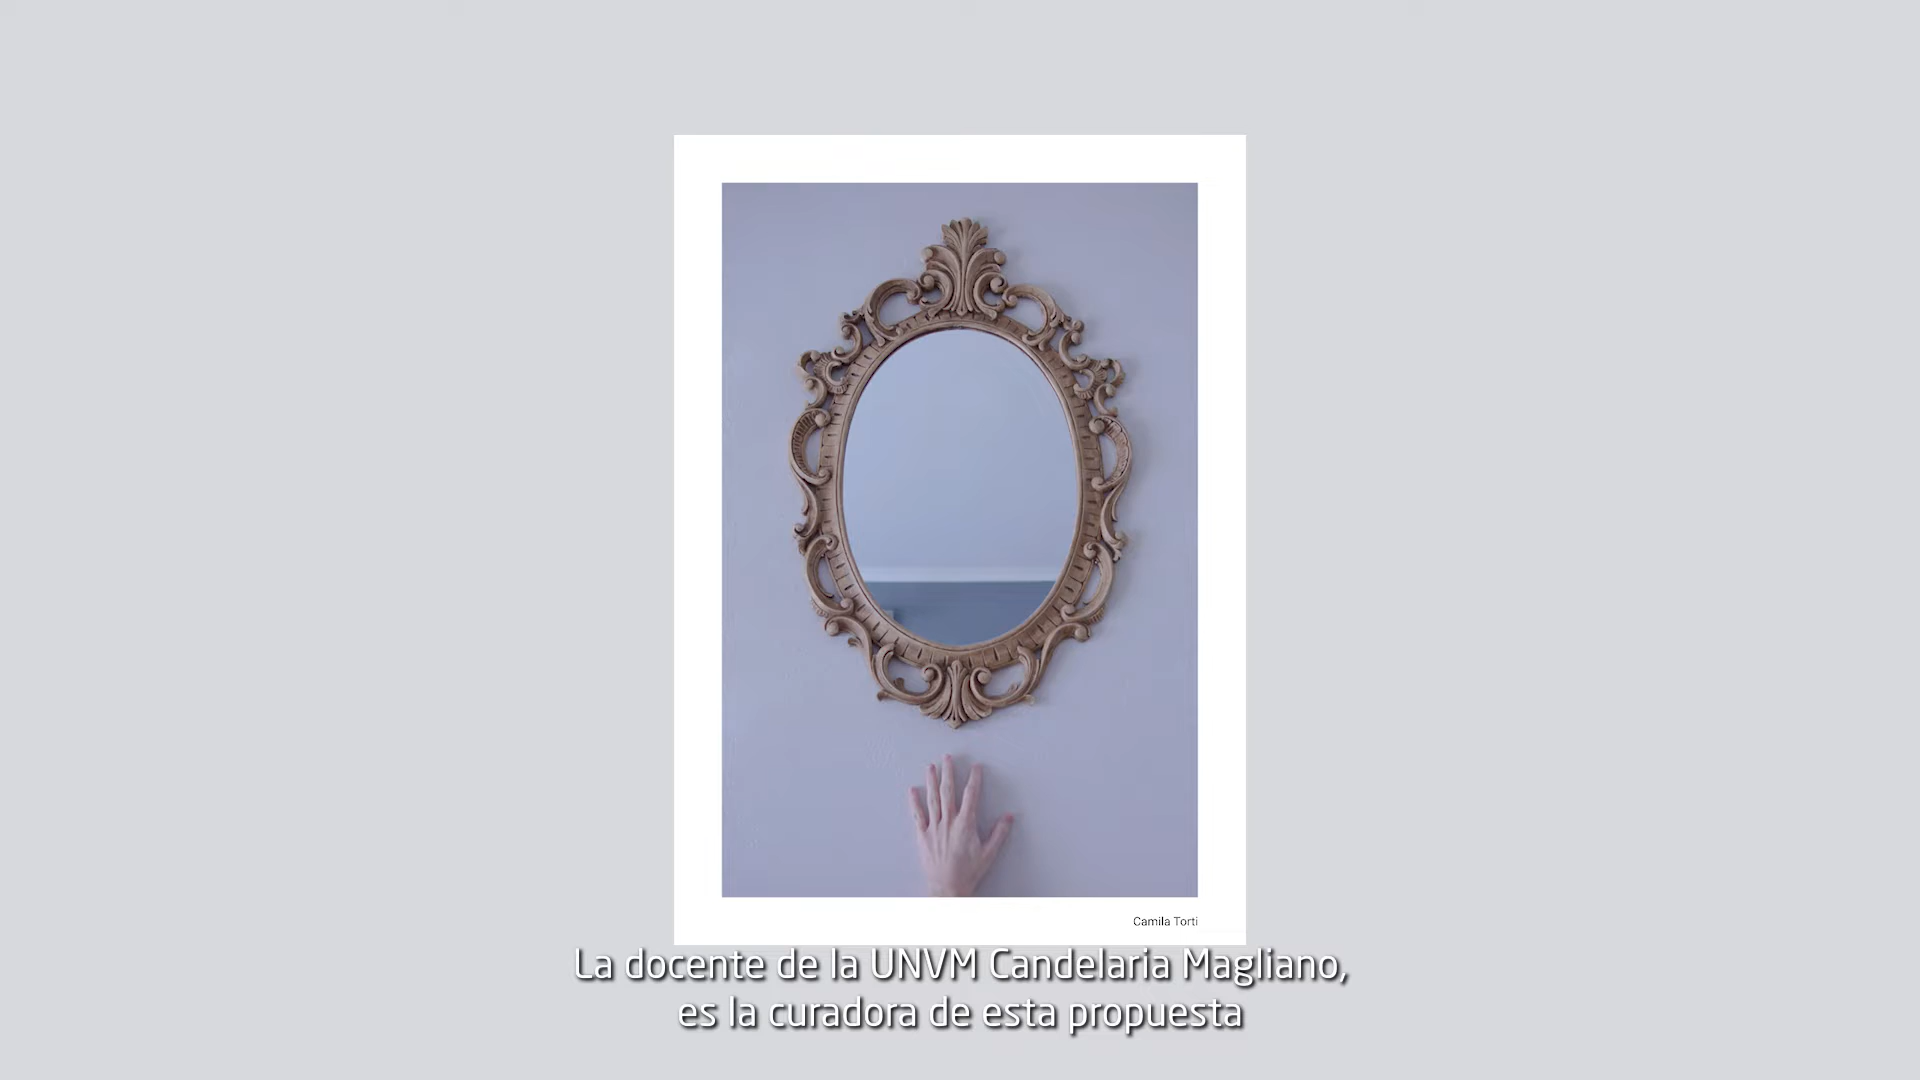 Camila Torti
La docente de la UNVM Candelaria Magliano,
es la curadora de esta propuesta